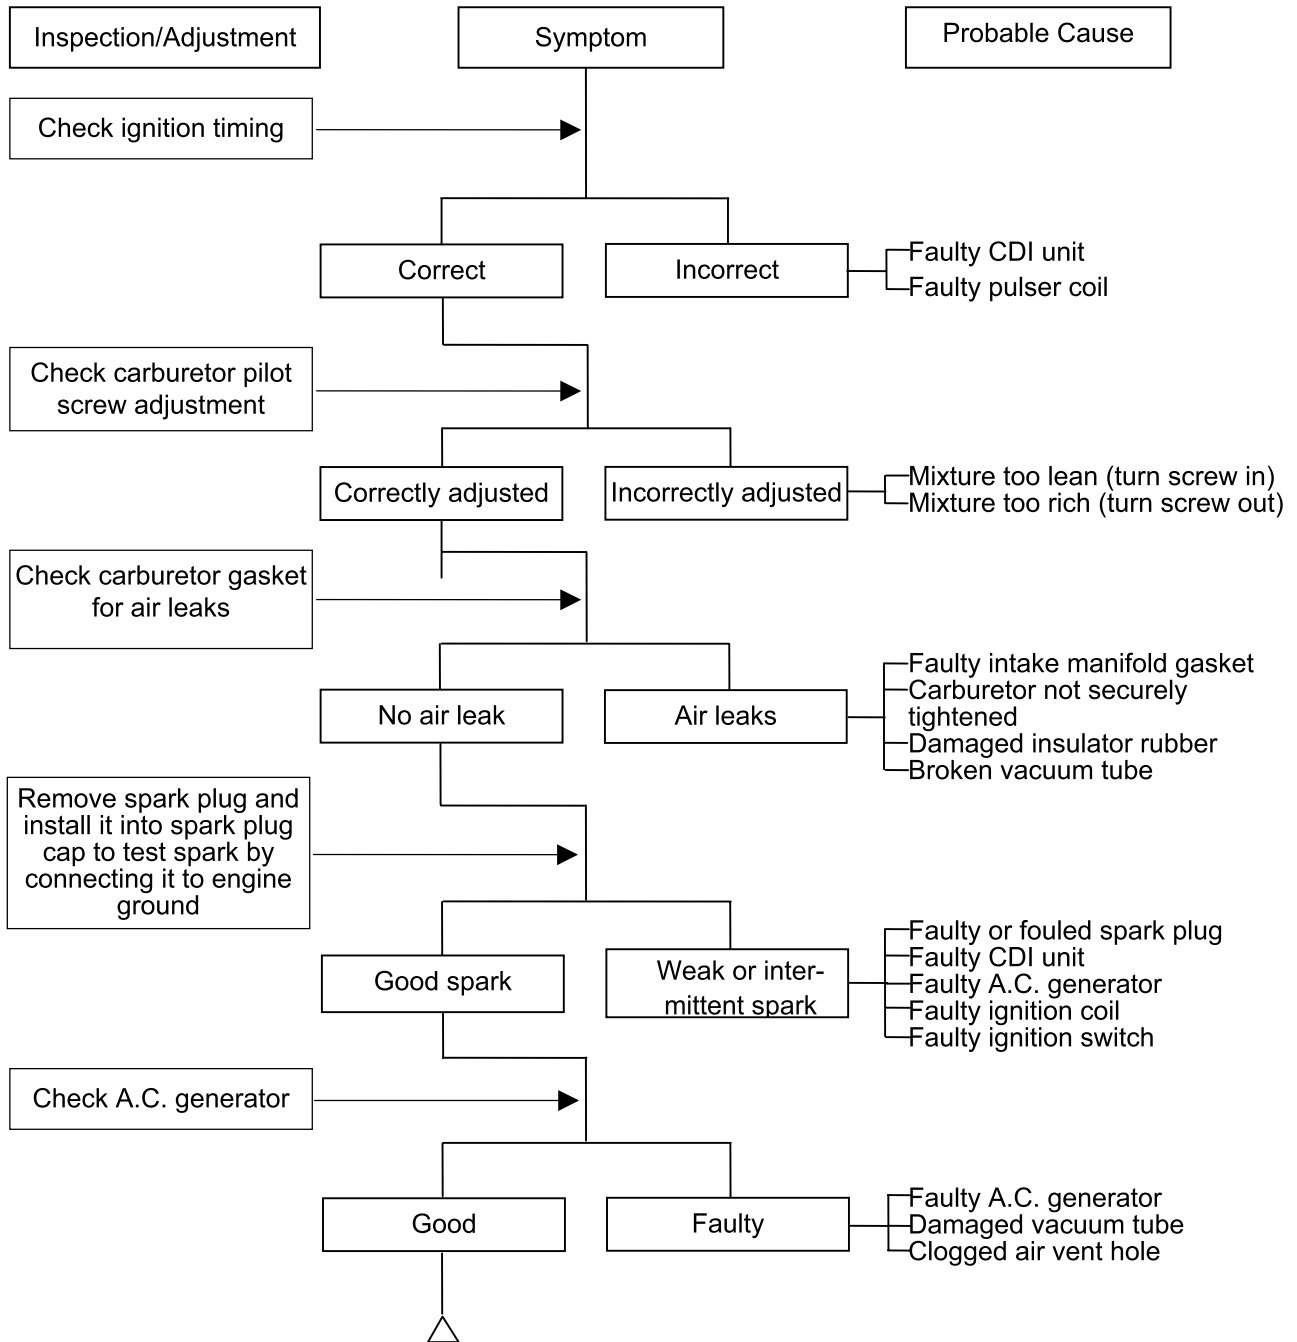 Inspection/Adjustment
Symptom
Probable Cause
Check ignition timing
Correct
Incorrect
Faulty CDI unit
Faulty pulser coil
Check carburetor pilot
screw adjustment
Correctly adjusted
Incorrectly adjusted
Mixture too lean (turn screw in)
Mixture too rich (turn screw out)
Check carburetor gasket
for air leaks
No air leak
Air leaks
Faulty intake manifold gasket
Carburetor not securely
tightened
Damaged insulator rubber
Broken vacuum tube
Remove spark plug and
install it into spark plug
cap to test spark by
connecting it to engine
ground
Good spark
Weak or inter-
mittent spark
Faulty or fouled spark plug
Faulty CDI unit
Faulty A.C. generator
Faulty ignition coil
Faulty ignition switch
Check A.C. generator
Good
Faulty
Faulty A.C. generator
Damaged vacuum tube
Clogged air vent hole